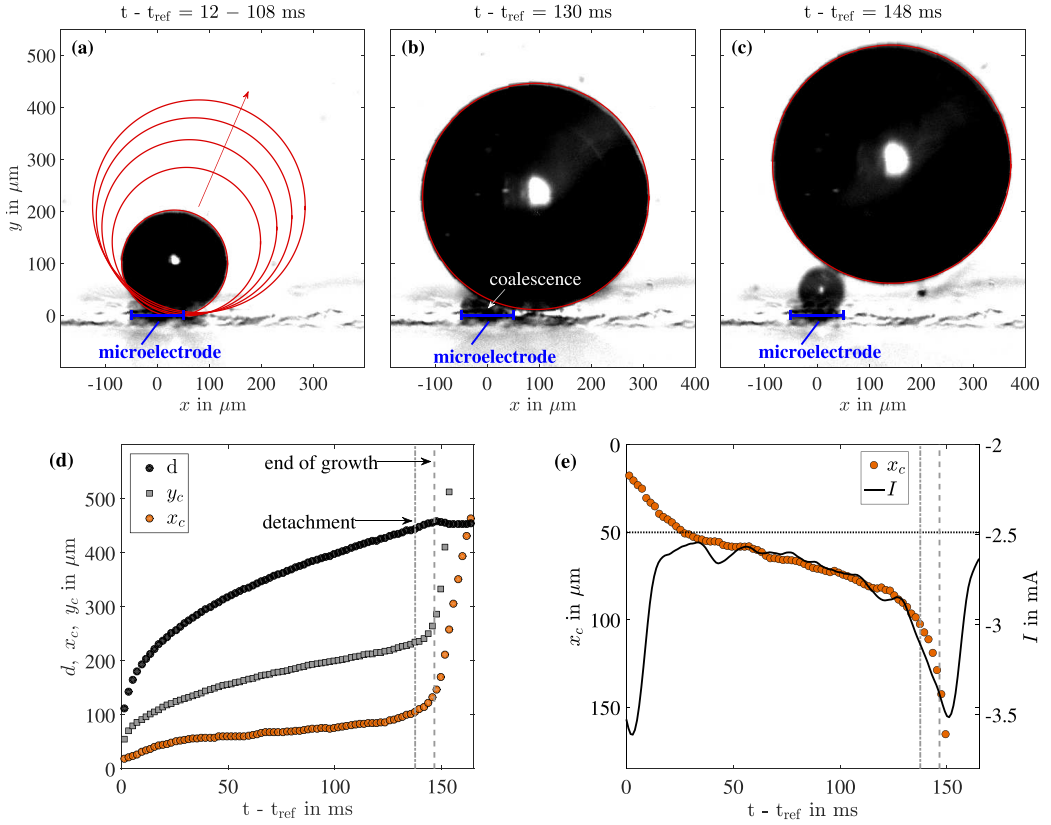 t - t_ref = 12 − 108 ms
t - t_ref = 130 ms
t - t_ref = 148 ms
(a)
(b)
(c)
500
400
300
200
100
0
y in μm
coalescence
microelectrode
microelectrode
microelectrode
-100 0 100 200 300
-100 0 100 200 300
-100 0 100 200 300 400
x in μm
x in μm
x in μm
(d)
d
y_c
x_c
end of growth
detachment
500
400
300
200
100
0
d, x_c, y_c in μm
0 50 100 150
t - t_ref in ms
(e)
x_c
I
0
50
100
150
x_c in μm
-2
-2.5
-3
-3.5
I in mA
0 50 100 150
t - t_ref in ms